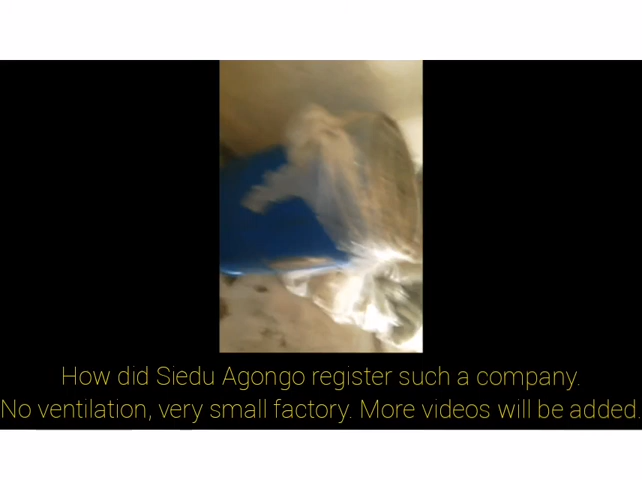 How did Siedu Agongo register such a company.
No ventilation, very small factory. More videos will be added.